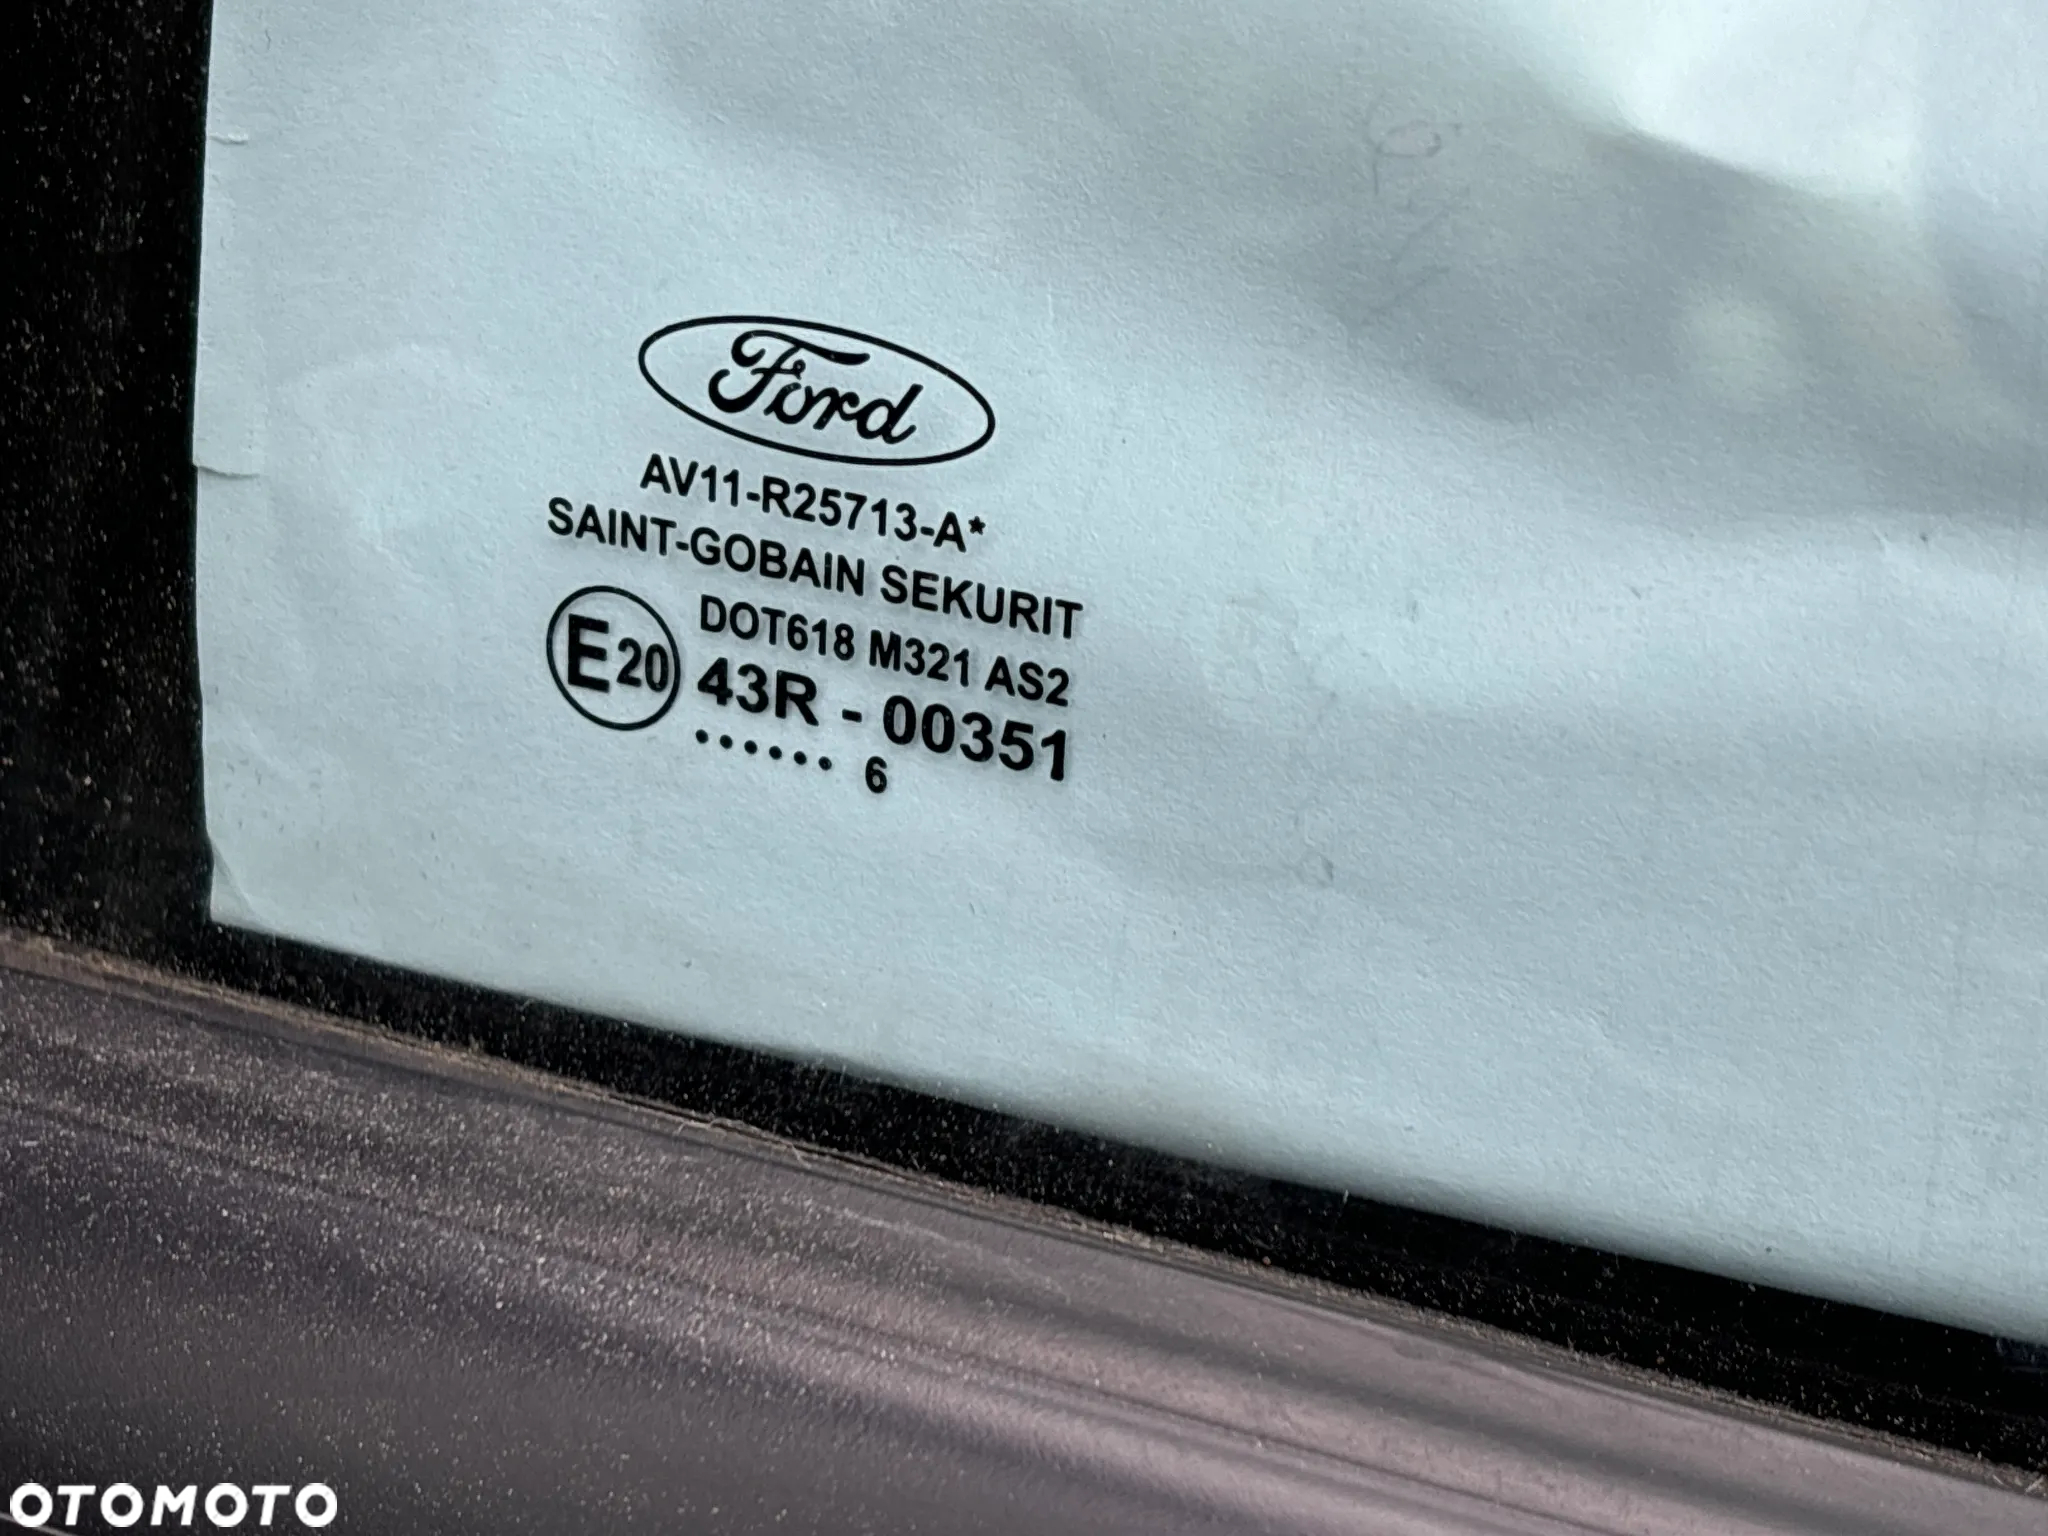 Ford
AV11-R25713-A*
SAINT-GOBAIN SEKURIT
DOT618 M321 AS2
E20 43R - 00351
...... 6
OTOMOTO